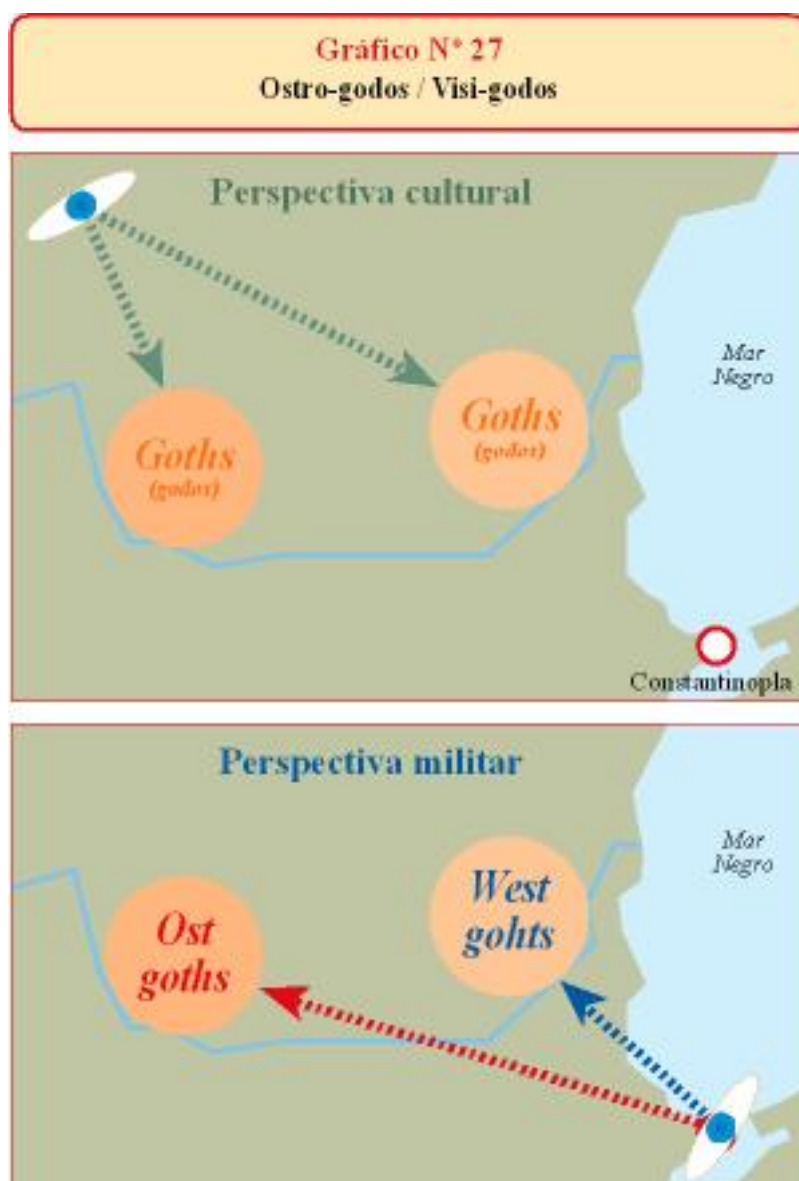 Gráfico Nº 27
Ostro-godos / Visi-godos
Perspectiva cultural
Mar
Negro
Goths
(godos)
Goths
(godos)
Constantinopla
Perspectiva militar
Mar
Negro
West
gohts
Ost
goths